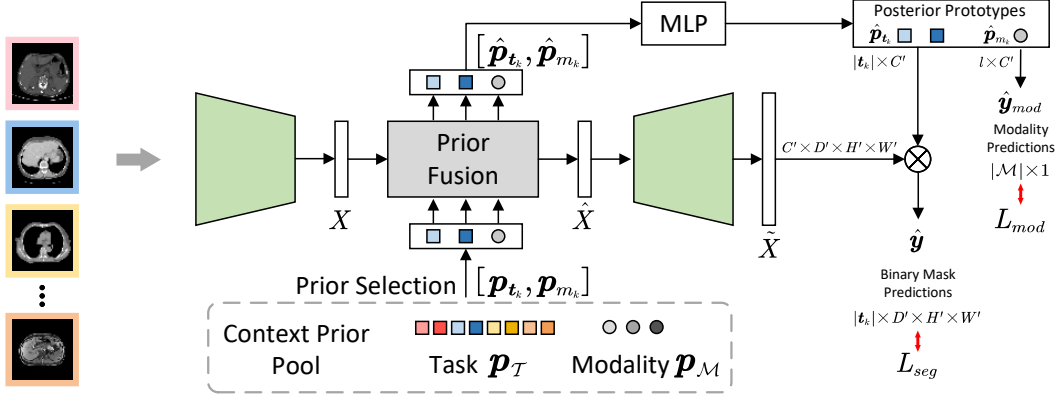 MLP
Posterior Prototypes
p̂_{t_k}
p̂_{m_k}
|t_k|×C′
l×C′
[p̂_{t_k}, p̂_{m_k}]
ŷ_{mod}
Modality
Predictions
|ℳ|×1
L_{mod}
Prior
Fusion
C′×D′×H′×W′
X
X̂
X̃
ŷ
Binary Mask
Predictions
|t_k|×D′×H′×W′
L_{seg}
Prior Selection
[p_{t_k}, p_{m_k}]
Context Prior
Pool
Task p_𝒯
Modality p_ℳ